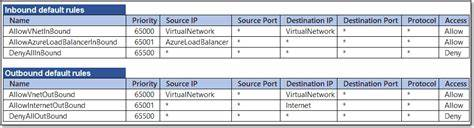 Inbound default rules
Name Priority Source IP Source Port Destination IP Destination Port Protocol Access
AllowVNetInBound 65000 VirtualNetwork * VirtualNetwork * * Allow
AllowAzureLoadBalancerInBound 65001 AzureLoadBalancer * * * * Allow
DenyAllInBound 65500 * * * * * Deny
Outbound default rules
Name Priority Source IP Source Port Destination IP Destination Port Protocol Access
AllowVnetOutBound 65000 VirtualNetwork * VirtualNetwork * * Allow
AllowInternetOutBound 65001 * * Internet * * Allow
DenyAllOutBound 65500 * * * * * Deny